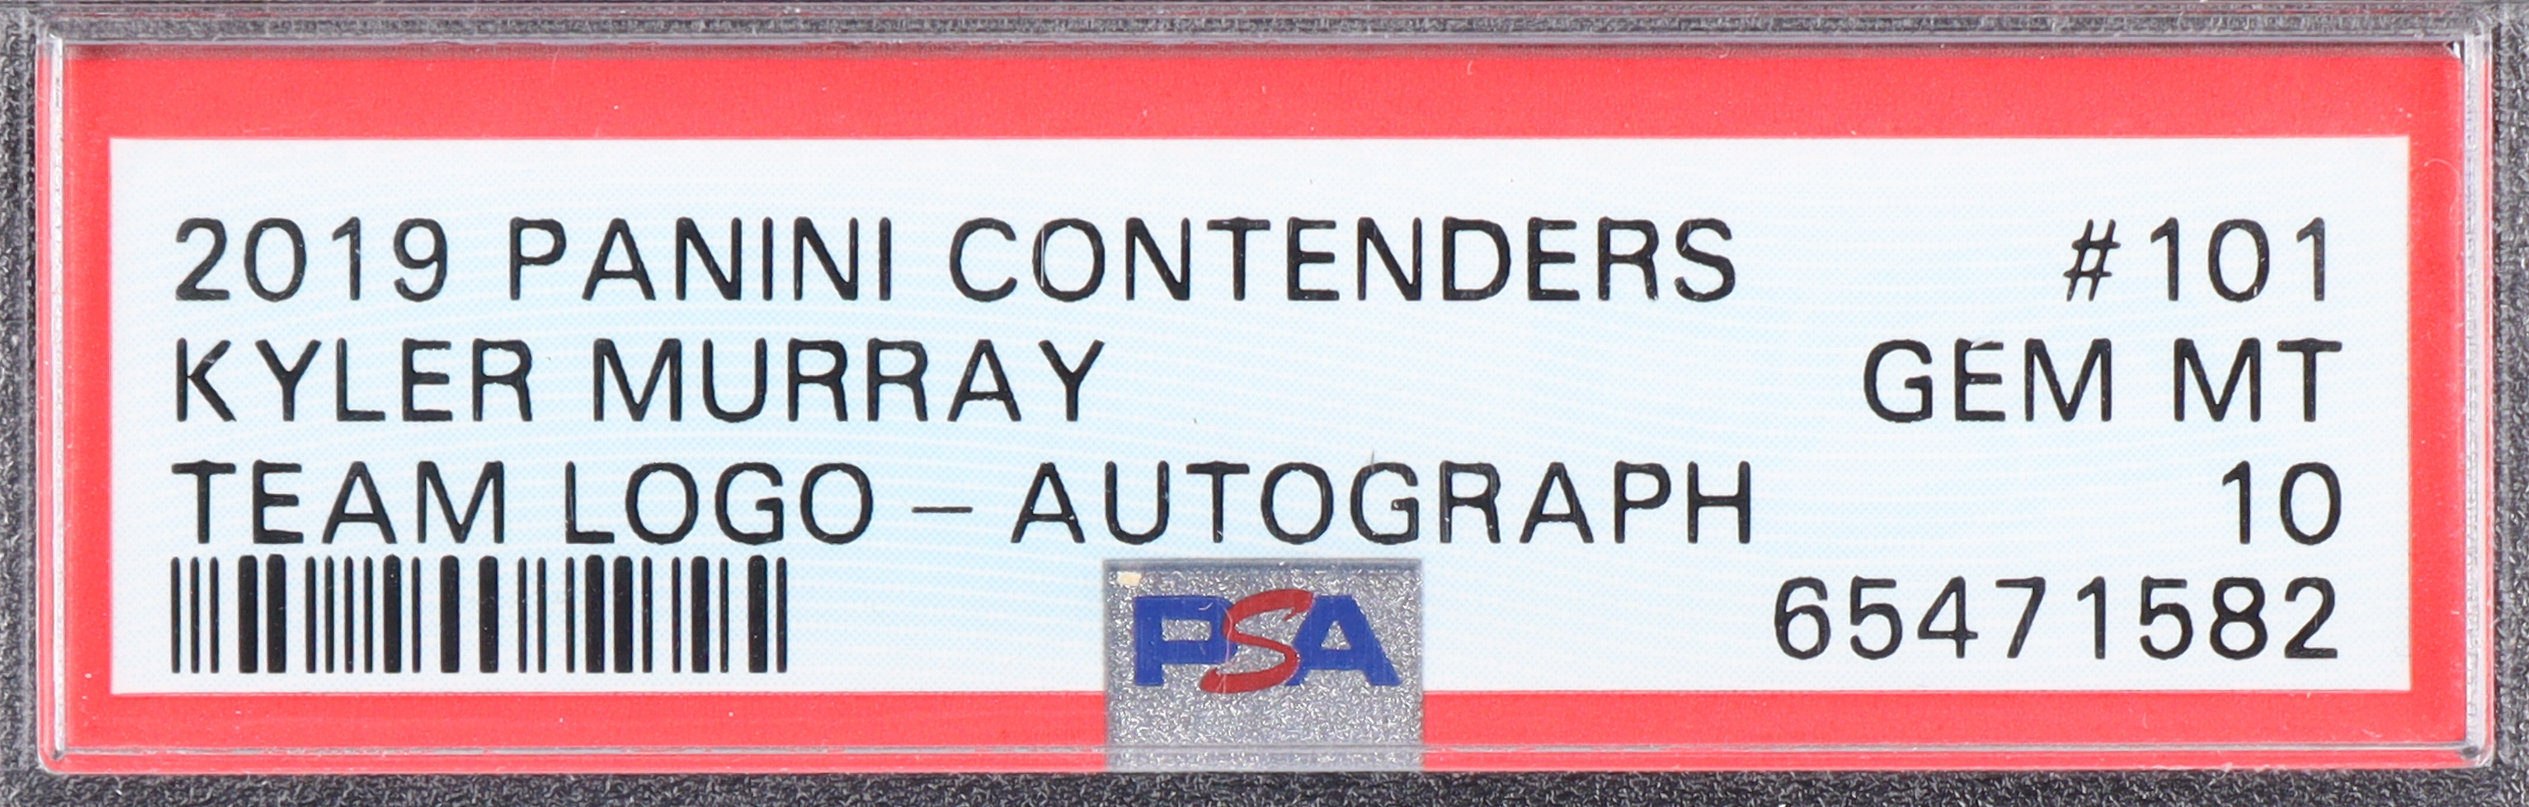 2019 PANINI CONTENDERS #101
KYLER MURRAY GEM MT
TEAM LOGO – AUTOGRAPH 10
65471582
PSA